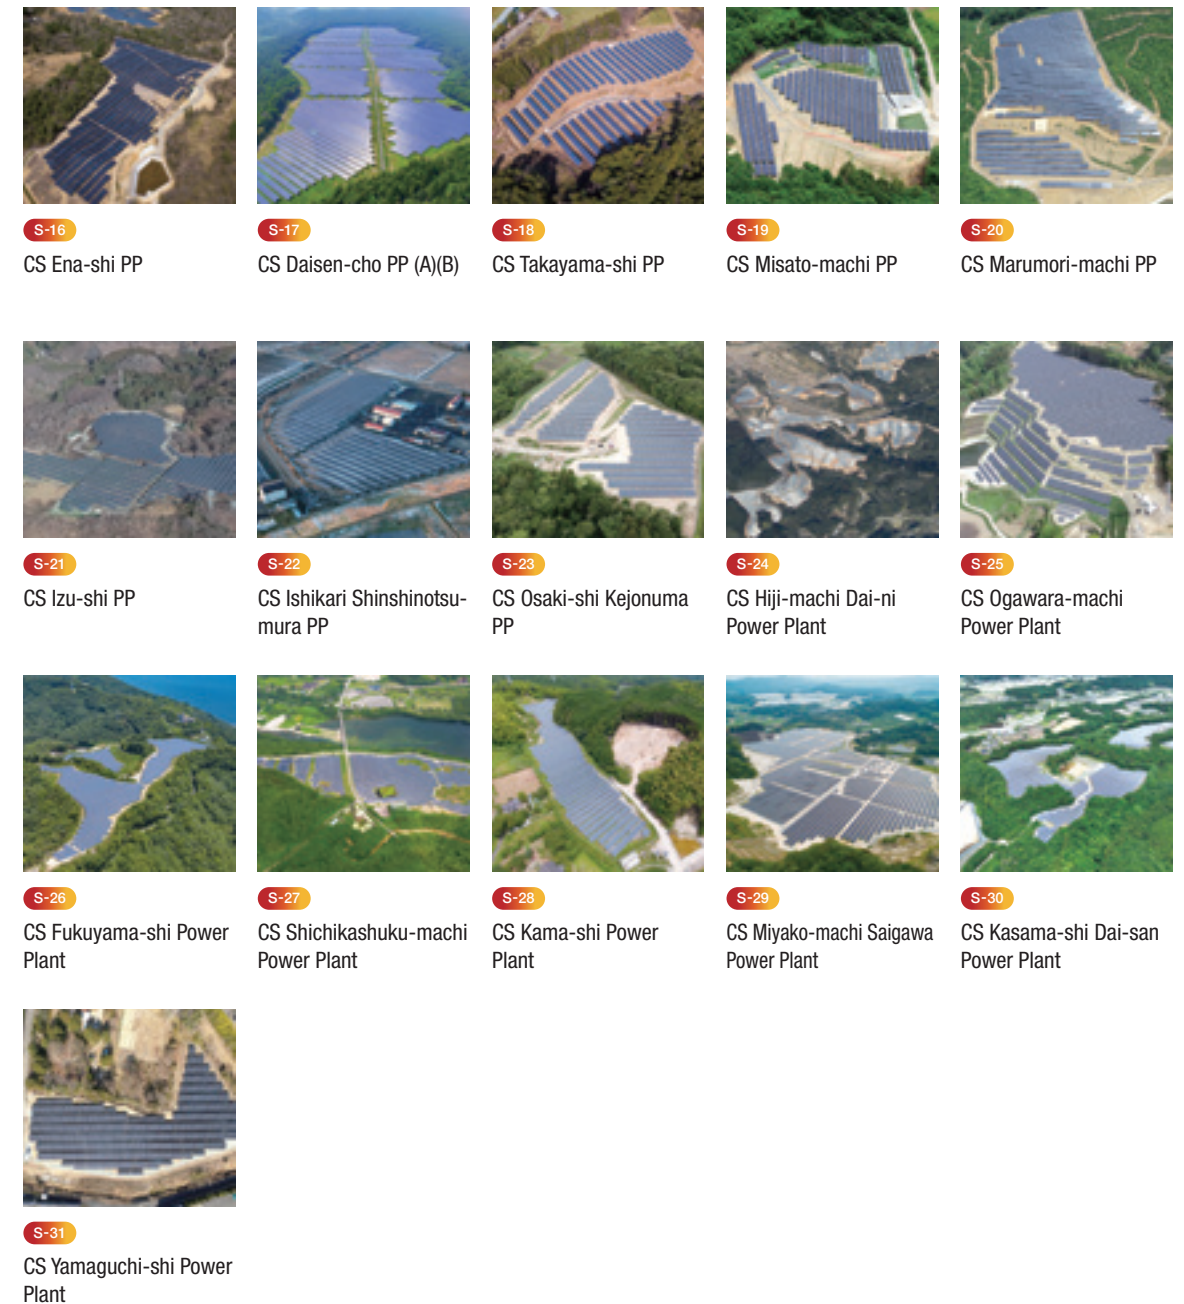 S-16
CS Ena-shi PP
S-17
CS Daisen-cho PP (A)(B)
S-18
CS Takayama-shi PP
S-19
CS Misato-machi PP
S-20
CS Marumori-machi PP
S-21
CS Izu-shi PP
S-22
CS Ishikari Shinshinotsu-
mura PP
S-23
CS Osaki-shi Kejonuma
PP
S-24
CS Hiji-machi Dai-ni
Power Plant
S-25
CS Ogawara-machi
Power Plant
S-26
CS Fukuyama-shi Power
Plant
S-27
CS Shichikashuku-machi
Power Plant
S-28
CS Kama-shi Power
Plant
S-29
CS Miyako-machi Saigawa
Power Plant
S-30
CS Kasama-shi Dai-san
Power Plant
S-31
CS Yamaguchi-shi Power
Plant